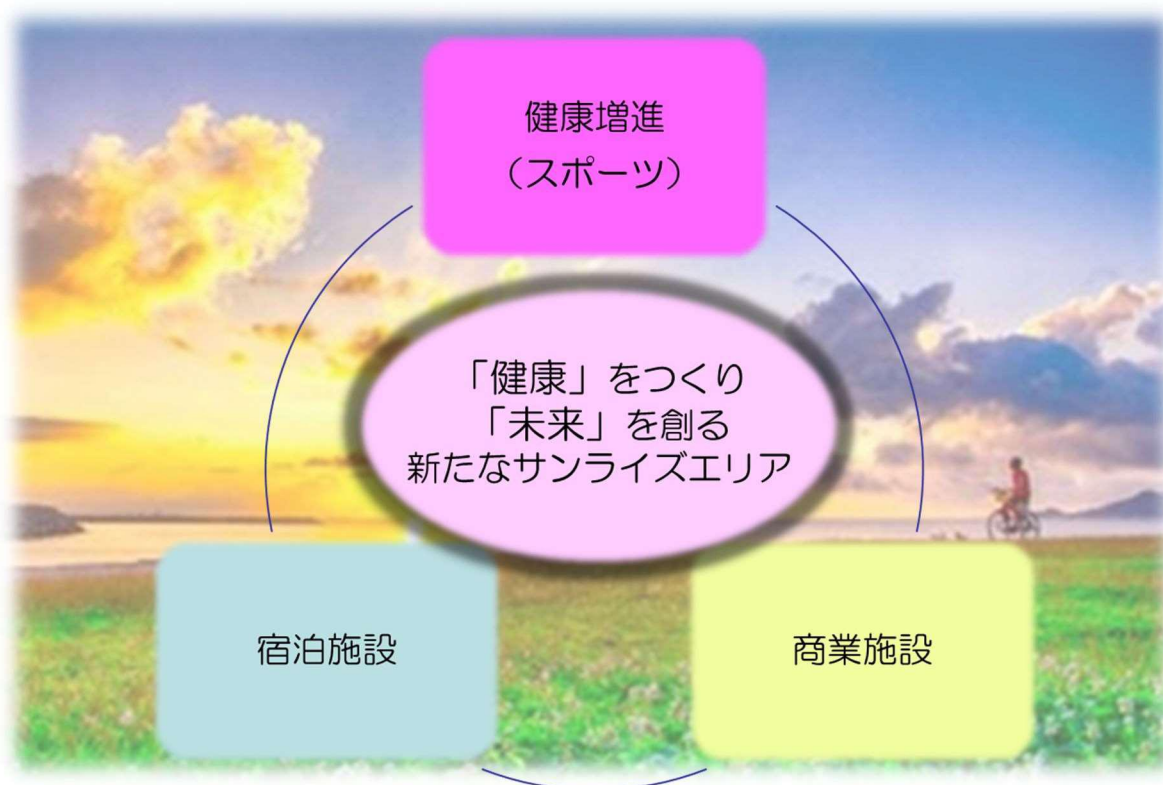 健康増進
（スポーツ）
「健康」をつくり
「未来」を創る
新たなサンライズエリア
宿泊施設
商業施設